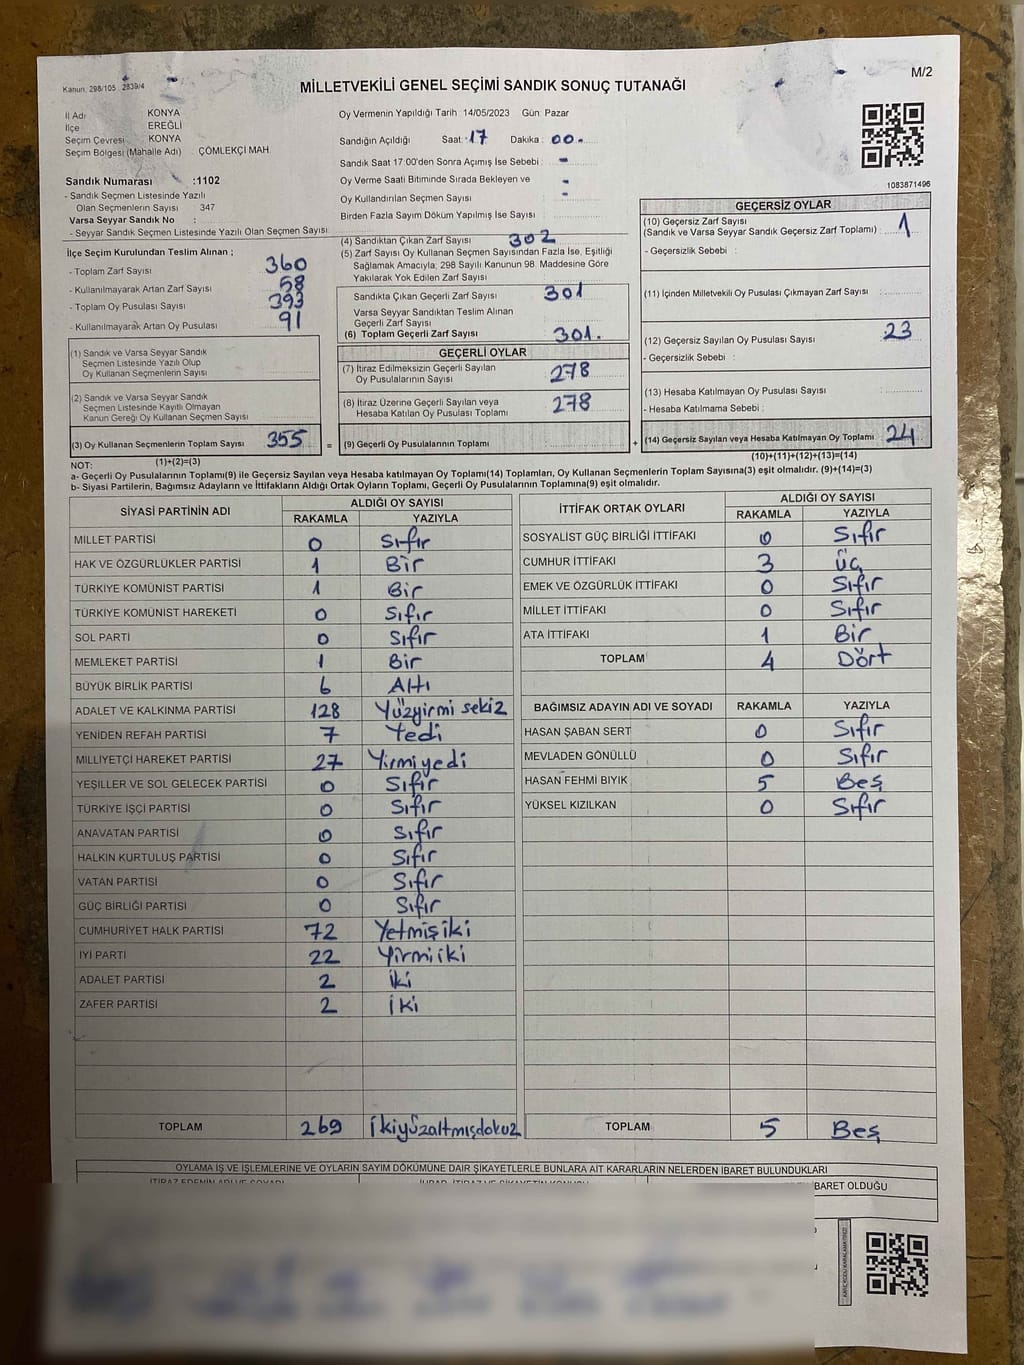 Kanun: 298/105 2839/4
MİLLETVEKİLİ GENEL SEÇİMİ SANDIK SONUÇ TUTANAĞI
M/2
İl Adı KONYA
İlçe EREĞLİ
Seçim Çevresi KONYA
Seçim Bölgesi (Mahalle Adı) : ÇÖMLEKÇİ MAH.
Sandık Numarası :1102
- Sandık Seçmen Listesinde Yazılı
Olan Seçmenlerin Sayısı 347
Varsa Seyyar Sandık No :
- Seyyar Sandık Seçmen Listesinde Yazılı Olan Seçmen Sayısı
Oy Vermenin Yapıldığı Tarih :14/05/2023 Gün: Pazar
Sandığın Açıldığı Saat : 17 Dakika : 00.
Sandık Saat 17:00'den Sonra Açımış İse Sebebi : -
Oy Verme Saati Bitiminde Sırada Bekleyen ve -
Oy Kullandırılan Seçmen Sayısı -
Birden Fazla Sayım Döküm Yapılmış İse Sayısı
1083871496
İlçe Seçim Kurulundan Teslim Alınan ;
- Toplam Zarf Sayısı 360
- Kullanılmayarak Artan Zarf Sayısı 58
- Toplam Oy Pusulası Sayısı 393
- Kullanılmayarak Artan Oy Pusulası 91
(1) Sandık ve Varsa Seyyar Sandık
Seçmen Listesinde Yazılı Olup
Oy Kullanan Seçmenlerin Sayısı
(2) Sandık ve Varsa Seyyar Sandık
Seçmen Listesinde Kayıtlı Olmayan
Kanun Gereği Oy Kullanan Seçmen Sayısı
(3) Oy Kullanan Seçmenlerin Toplam Sayısı 355
(1)+(2)=(3)
(4) Sandıktan Çıkan Zarf Sayısı 302
(5) Zarf Sayısı Oy Kullanan Seçmen Sayısından Fazla İse, Eşitliği
Sağlamak Amacıyla, 298 Sayılı Kanunun 98. Maddesine Göre
Yakılarak Yok Edilen Zarf Sayısı
Sandıkta Çıkan Geçerli Zarf Sayısı 301
Varsa Seyyar Sandıktan Teslim Alınan
Geçerli Zarf Sayısı
(6) Toplam Geçerli Zarf Sayısı 301.
GEÇERLİ OYLAR
(7) İtiraz Edilmeksizin Geçerli Sayılan
Oy Pusulalarının Sayısı 278
(8) İtiraz Üzerine Geçerli Sayılan veya
Hesaba Katılan Oy Pusulası Toplamı 278
= (9) Geçerli Oy Pusulalarının Toplamı +
GEÇERSİZ OYLAR
(10) Geçersiz Zarf Sayısı
(Sandık ve Varsa Seyyar Sandık Geçersiz Zarf Toplamı) : 1
- Geçersizlik Sebebi :
(11) İçinden Milletvekili Oy Pusulası Çıkmayan Zarf Sayısı
(12) Geçersiz Sayılan Oy Pusulası Sayısı 23
- Geçersizlik Sebebi :
(13) Hesaba Katılmayan Oy Pusulası Sayısı
- Hesaba Katılmama Sebebi :
(14) Geçersiz Sayılan veya Hesaba Katılmayan Oy Toplamı 24
(10)+(11)+(12)+(13)=(14)
NOT:
a- Geçerli Oy Pusulalarının Toplamı(9) ile Geçersiz Sayılan veya Hesaba katılmayan Oy Toplamı(14) Toplamları, Oy Kullanan Seçmenlerin Toplam Sayısına(3) eşit olmalıdır. (9)+(14)=(3)
b- Siyasi Partilerin, Bağımsız Adayların ve İttifakların Aldığı Ortak Oyların Toplamı, Geçerli Oy Pusulalarının Toplamına(9) eşit olmalıdır.
SİYASİ PARTİNİN ADI ALDIĞI OY SAYISI
RAKAMLA YAZIYLA
MİLLET PARTİSİ 0 Sıfır
HAK VE ÖZGÜRLÜKLER PARTİSİ 1 Bir
TÜRKİYE KOMÜNİST PARTİSİ 1 Bir
TÜRKİYE KOMÜNİST HAREKETİ 0 Sıfır
SOL PARTİ 0 Sıfır
MEMLEKET PARTİSİ 1 Bir
BÜYÜK BİRLİK PARTİSİ 6 Altı
ADALET VE KALKINMA PARTİSİ 128 Yüzyirmi sekiz
YENİDEN REFAH PARTİSİ 7 Yedi
MİLLİYETÇİ HAREKET PARTİSİ 27 Yirmiyedi
YEŞİLLER VE SOL GELECEK PARTİSİ 0 Sıfır
TÜRKİYE İŞÇİ PARTİSİ 0 Sıfır
ANAVATAN PARTİSİ 0 Sıfır
HALKIN KURTULUŞ PARTİSİ 0 Sıfır
VATAN PARTİSİ 0 Sıfır
GÜÇ BİRLİĞİ PARTİSİ 0 Sıfır
CUMHURİYET HALK PARTİSİ 72 Yetmişiki
İYİ PARTİ 22 Yirmiiki
ADALET PARTİSİ 2 iki
ZAFER PARTİSİ 2 İki
TOPLAM 269 İkiyüzaltmışdokuz
İTTİFAK ORTAK OYLARI ALDIĞI OY SAYISI
RAKAMLA YAZIYLA
SOSYALİST GÜÇ BİRLİĞİ İTTİFAKI 0 Sıfır
CUMHUR İTTİFAKI 3 Üç
EMEK VE ÖZGÜRLÜK İTTİFAKI 0 Sıfır
MİLLET İTTİFAKI 0 Sıfır
ATA İTTİFAKI 1 Bir
TOPLAM 4 Dört
BAĞIMSIZ ADAYIN ADI VE SOYADI RAKAMLA YAZIYLA
HASAN ŞABAN SERT 0 Sıfır
MEVLADEN GÖNÜLLÜ 0 Sıfır
HASAN FEHMİ BIYIK 5 Beş
YÜKSEL KIZILKAN 0 Sıfır
TOPLAM 5 Beş
OYLAMA İŞ VE İŞLEMLERİNE VE OYLARIN SAYIM DÖKÜMÜNE DAİR ŞİKAYETLERLE BUNLARA AİT KARARLARIN NELERDEN İBARET BULUNDUKLARI
BARET OLDUĞU